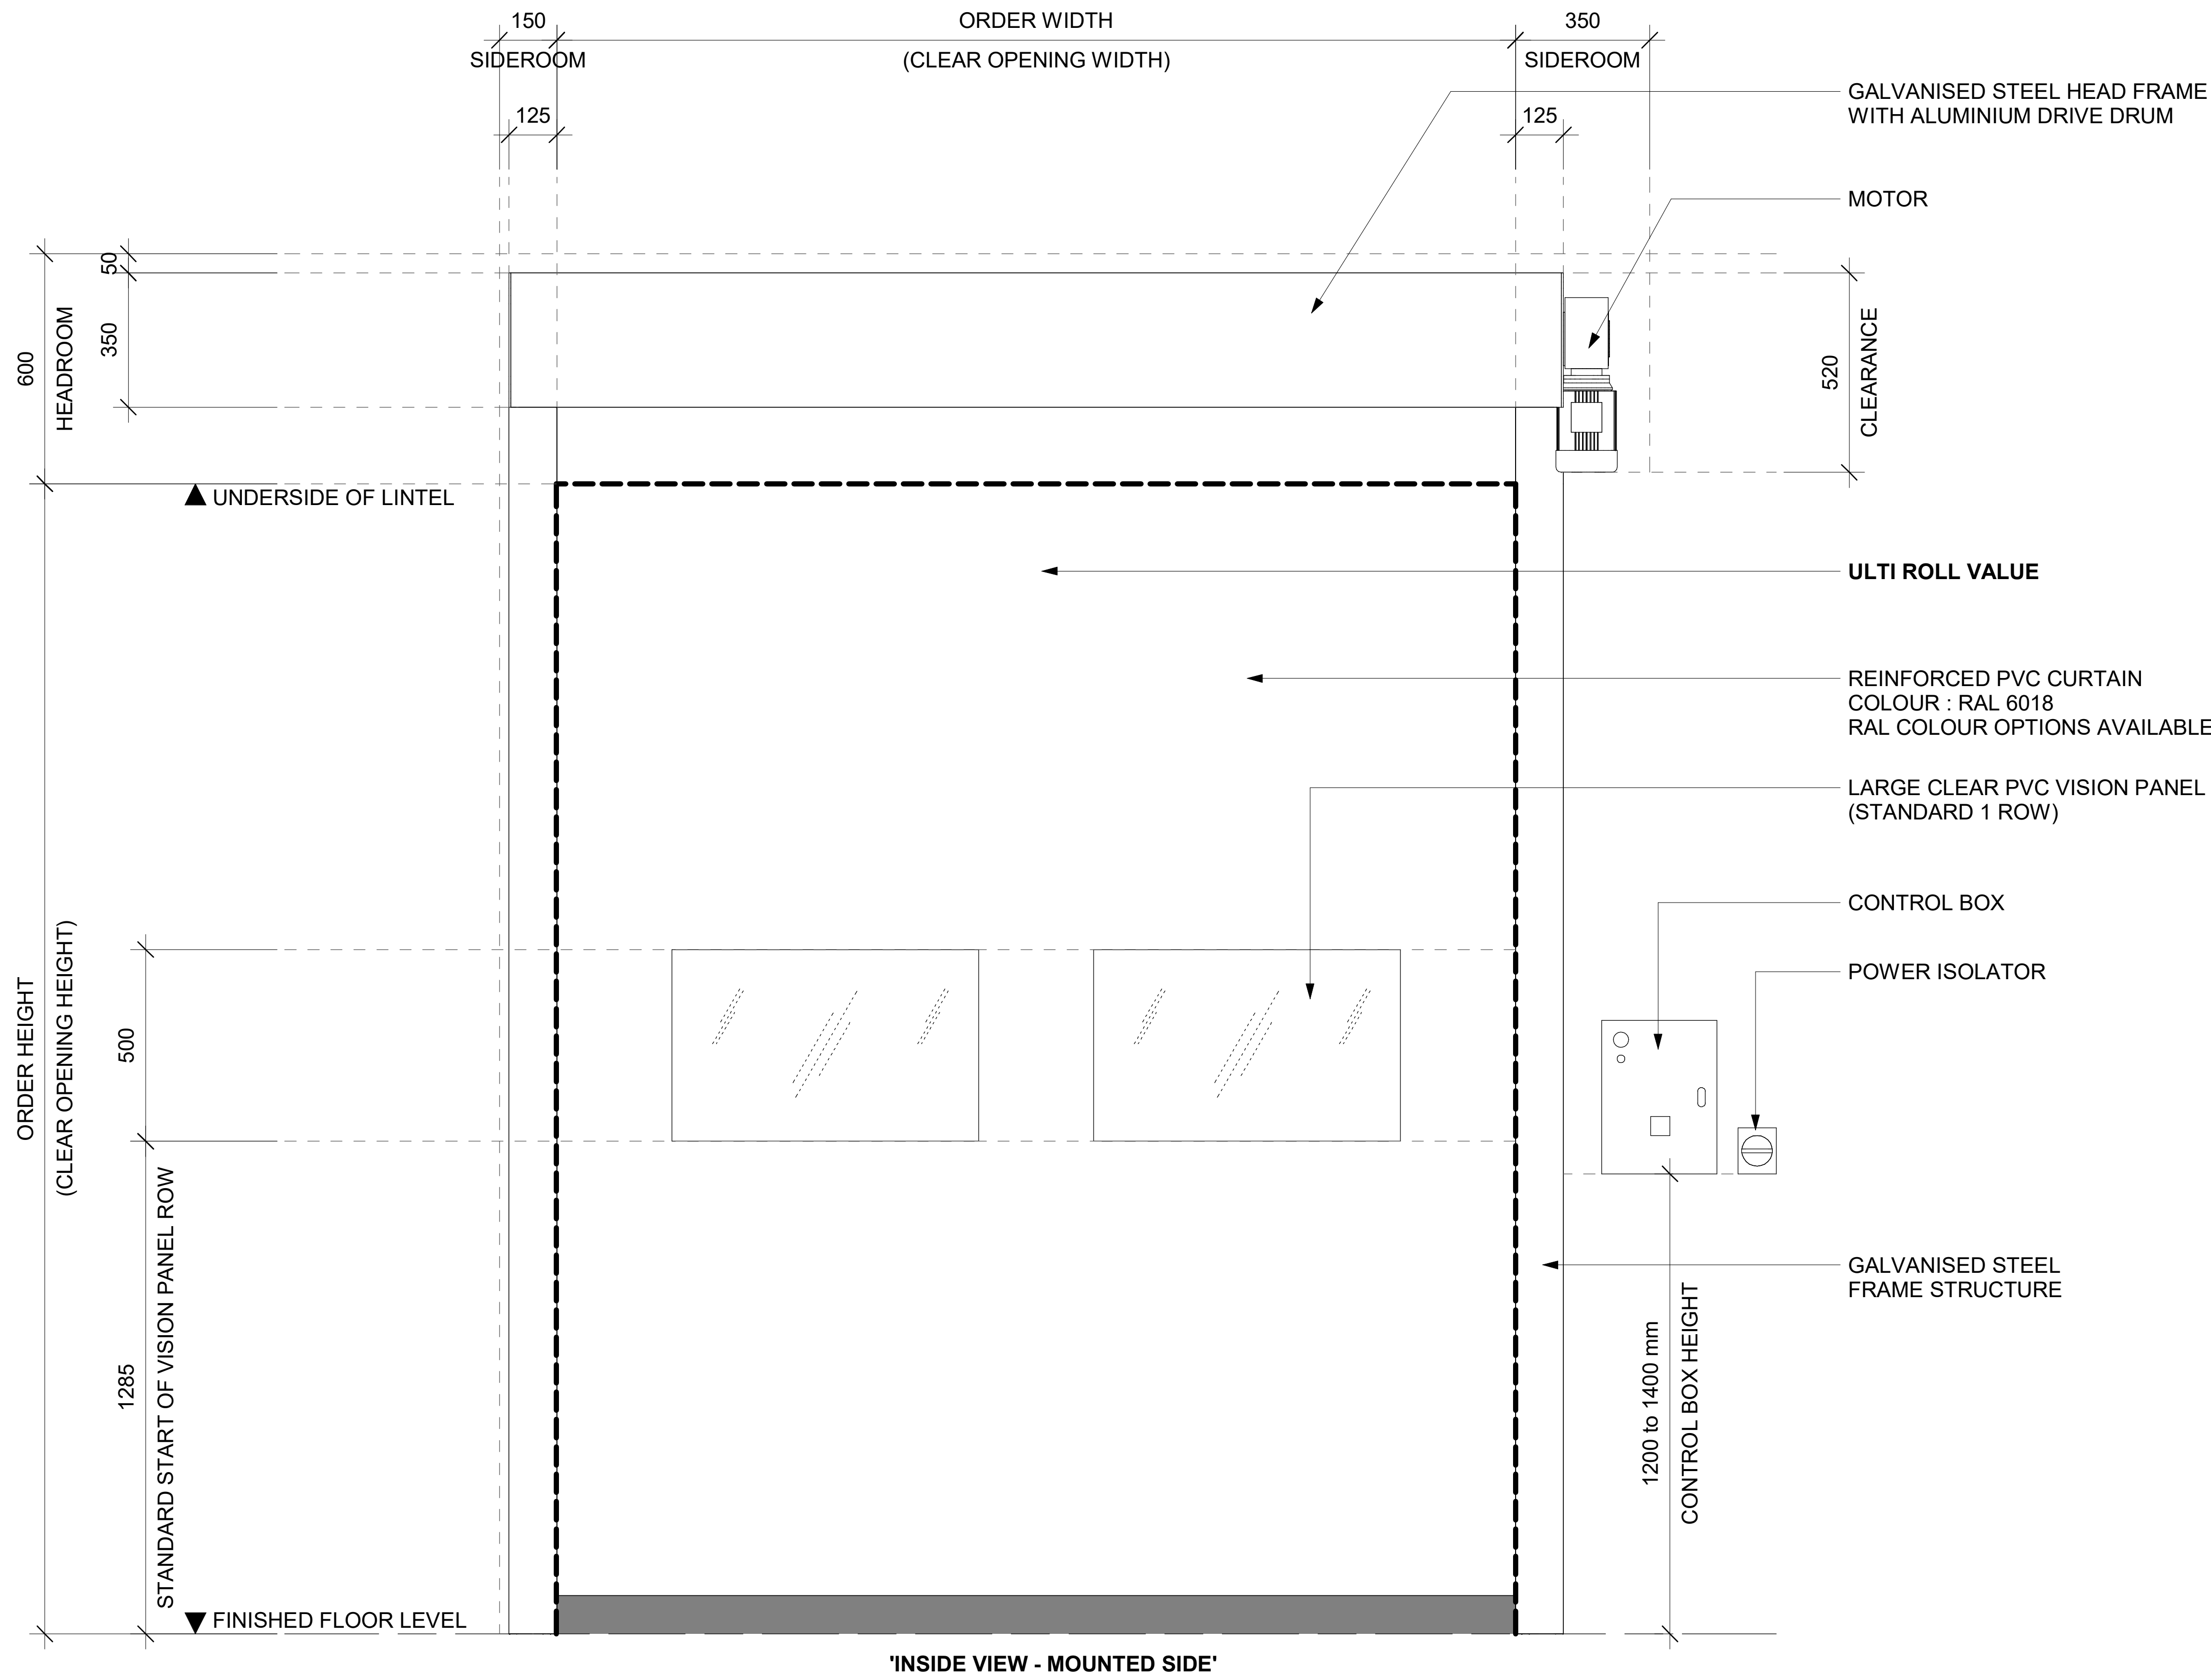 150
ORDER WIDTH
350
SIDEROOM
(CLEAR OPENING WIDTH)
SIDEROOM
125
125
GALVANISED STEEL HEAD FRAME
WITH ALUMINIUM DRIVE DRUM
MOTOR
50
350
600
HEADROOM
520
CLEARANCE
UNDERSIDE OF LINTEL
ULTI ROLL VALUE
REINFORCED PVC CURTAIN
COLOUR : RAL 6018
RAL COLOUR OPTIONS AVAILABLE
LARGE CLEAR PVC VISION PANEL
(STANDARD 1 ROW)
CONTROL BOX
POWER ISOLATOR
ORDER HEIGHT
(CLEAR OPENING HEIGHT)
500
1285
STANDARD START OF VISION PANEL ROW
GALVANISED STEEL
FRAME STRUCTURE
1200 to 1400 mm
CONTROL BOX HEIGHT
FINISHED FLOOR LEVEL
'INSIDE VIEW - MOUNTED SIDE'